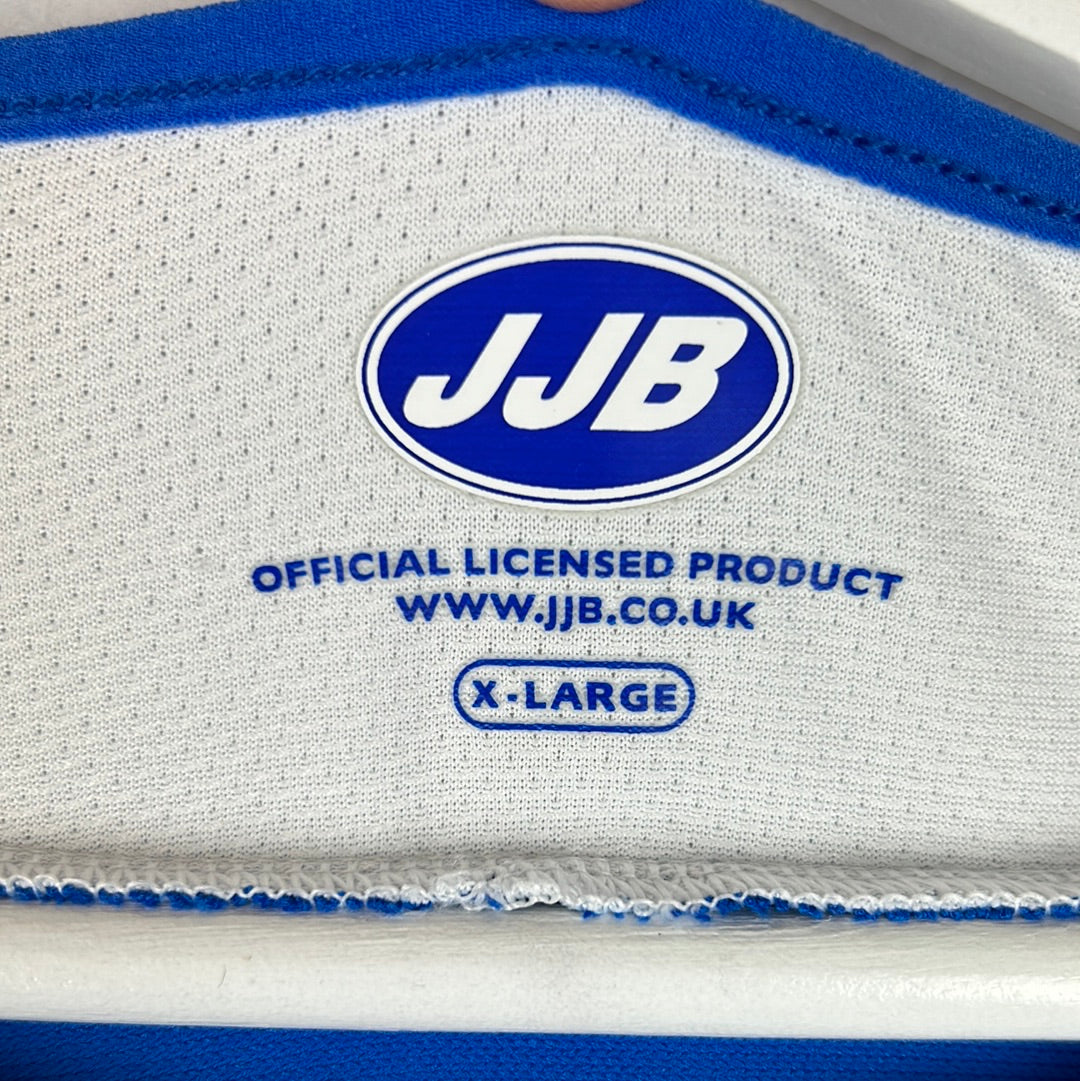 JJB
OFFICIAL LICENSED PRODUCT
WWW.JJB.CO.UK
X-LARGE